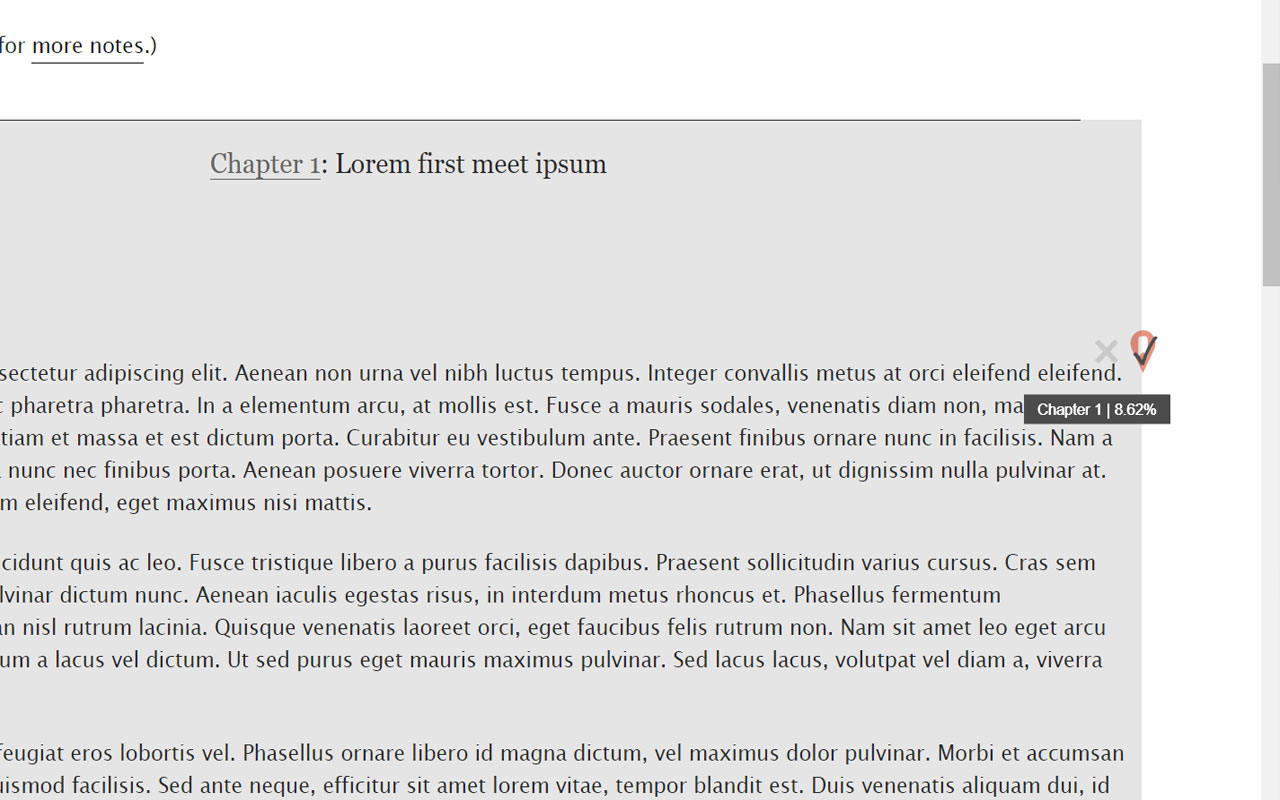 for more notes.)
Chapter 1: Lorem first meet ipsum
sectetur adipiscing elit. Aenean non urna vel nibh luctus tempus. Integer convallis metus at orci eleifend eleifend.
pharetra pharetra. In a elementum arcu, at mollis est. Fusce a mauris sodales, venenatis diam non, ma
Chapter 1 | 8.62%
tiam et massa et est dictum porta. Curabitur eu vestibulum ante. Praesent finibus ornare nunc in facilisis. Nam a
nunc nec finibus porta. Aenean posuere viverra tortor. Donec auctor ornare erat, ut dignissim nulla pulvinar at.
m eleifend, eget maximus nisi mattis.
cidunt quis ac leo. Fusce tristique libero a purus facilisis dapibus. Praesent sollicitudin varius cursus. Cras sem
lvinar dictum nunc. Aenean iaculis egestas risus, in interdum metus rhoncus et. Phasellus fermentum
n nisl rutrum lacinia. Quisque venenatis laoreet orci, eget faucibus felis rutrum non. Nam sit amet leo eget arcu
um a lacus vel dictum. Ut sed purus eget mauris maximus pulvinar. Sed lacus lacus, volutpat vel diam a, viverra
feugiat eros lobortis vel. Phasellus ornare libero id magna dictum, vel maximus dolor pulvinar. Morbi et accumsan
uismod facilisis. Sed ante neque, efficitur sit amet lorem vitae, tempor blandit est. Duis venenatis aliquam dui, id